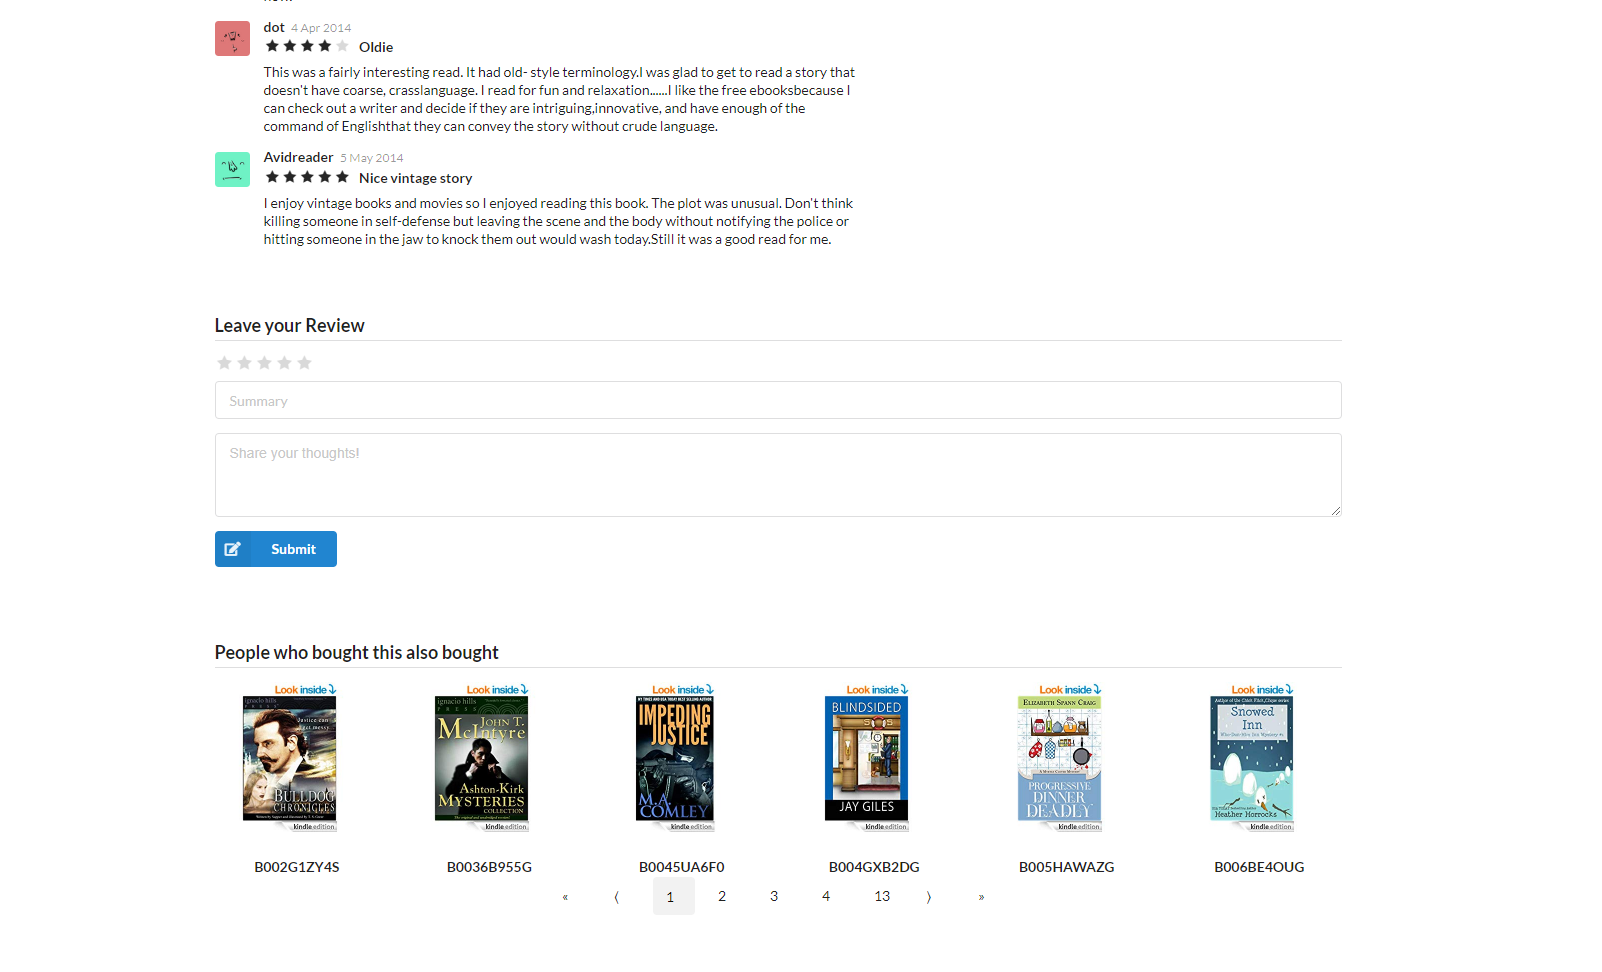 dot 4 Apr 2014
Oldie
This was a fairly interesting read. It had old- style terminology.I was glad to get to read a story that
doesn't have coarse, crasslanguage. I read for fun and relaxation......I like the free ebooksbecause I
can check out a writer and decide if they are intriguing,innovative, and have enough of the
command of Englishthat they can convey the story without crude language.
Avidreader 5 May 2014
Nice vintage story
I enjoy vintage books and movies so I enjoyed reading this book. The plot was unusual. Don't think
killing someone in self-defense but leaving the scene and the body without notifying the police or
hitting someone in the jaw to knock them out would wash today.Still it was a good read for me.
Leave your Review
Summary
Share your thoughts!
Submit
People who bought this also bought
Look inside
ignacio hills
PRESS
Justice can
get messy
BULLDOG
CHRONICLES
kindle edition
B002G1ZY4S
Look inside
ignacio hills
PRESS
JOHN T.
McIntyre
Ashton-Kirk
MYSTERIES
COLLECTION
kindle edition
B0036B955G
Look inside
IMPEDING
JUSTICE
M.A.
COMLEY
kindle edition
B0045UA6F0
Look inside
BLINDSIDED
JAY GILES
kindle edition
B004GXB2DG
Look inside
ELIZABETH SPANN CRAIG
PROGRESSIVE
DINNER
DEADLY
kindle edition
B005HAWAZG
Look inside
Snowed
Inn
Heather Horrocks
kindle edition
B006BE4OUG
« ⟨ 1 2 3 4 13 ⟩ »